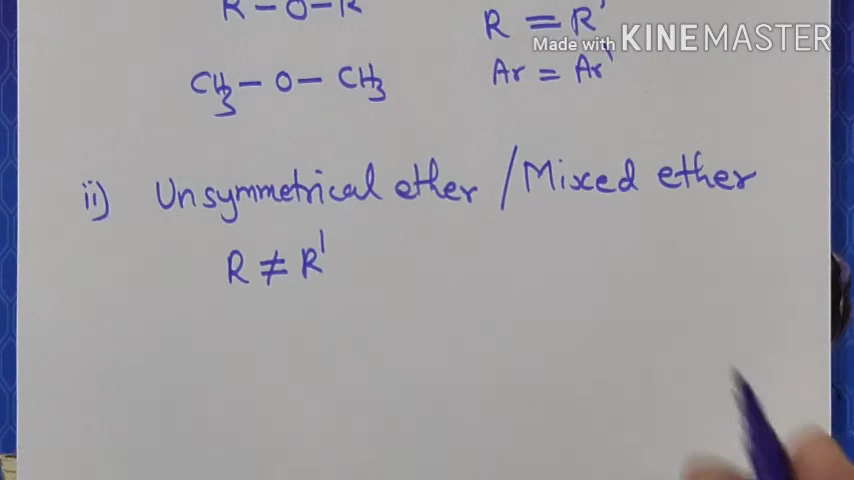 R – O – R
R = R'
Made with KINEMASTER
CH3 – O – CH3
Ar = Ar'
ii) Unsymmetrical ether / Mixed ether
R ≠ R'